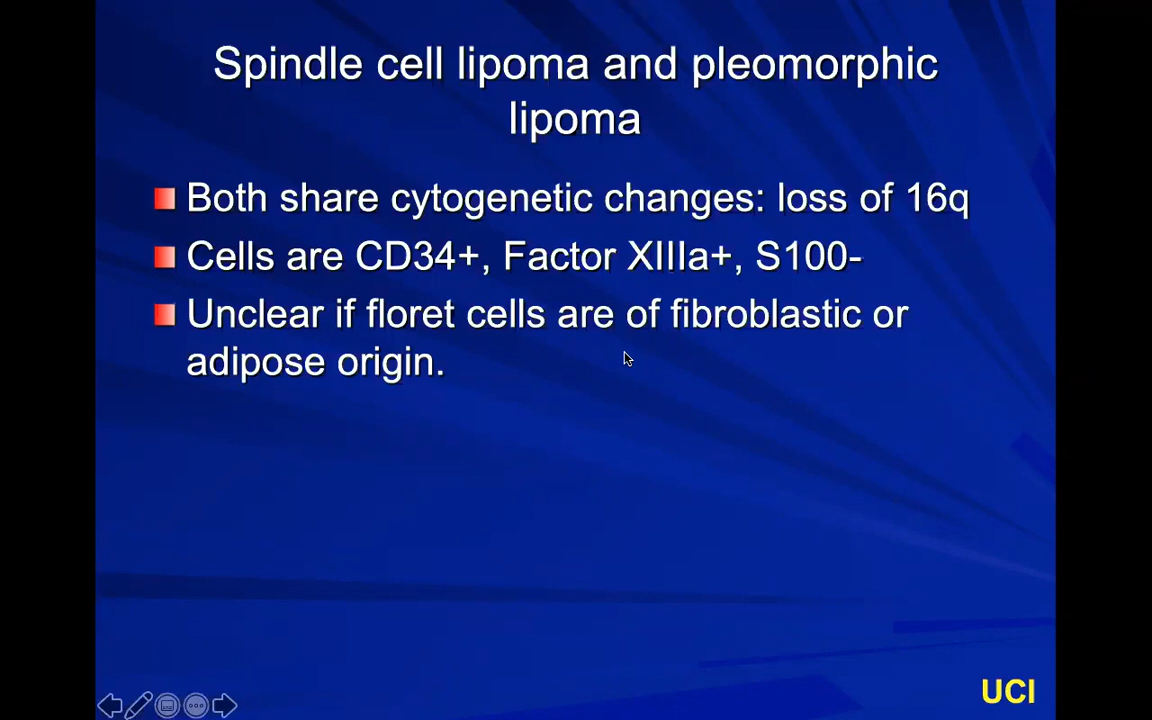 Spindle cell lipoma and pleomorphic
lipoma
Both share cytogenetic changes: loss of 16q
Cells are CD34+, Factor XIIIa+, S100-
Unclear if floret cells are of fibroblastic or
adipose origin.
UCI